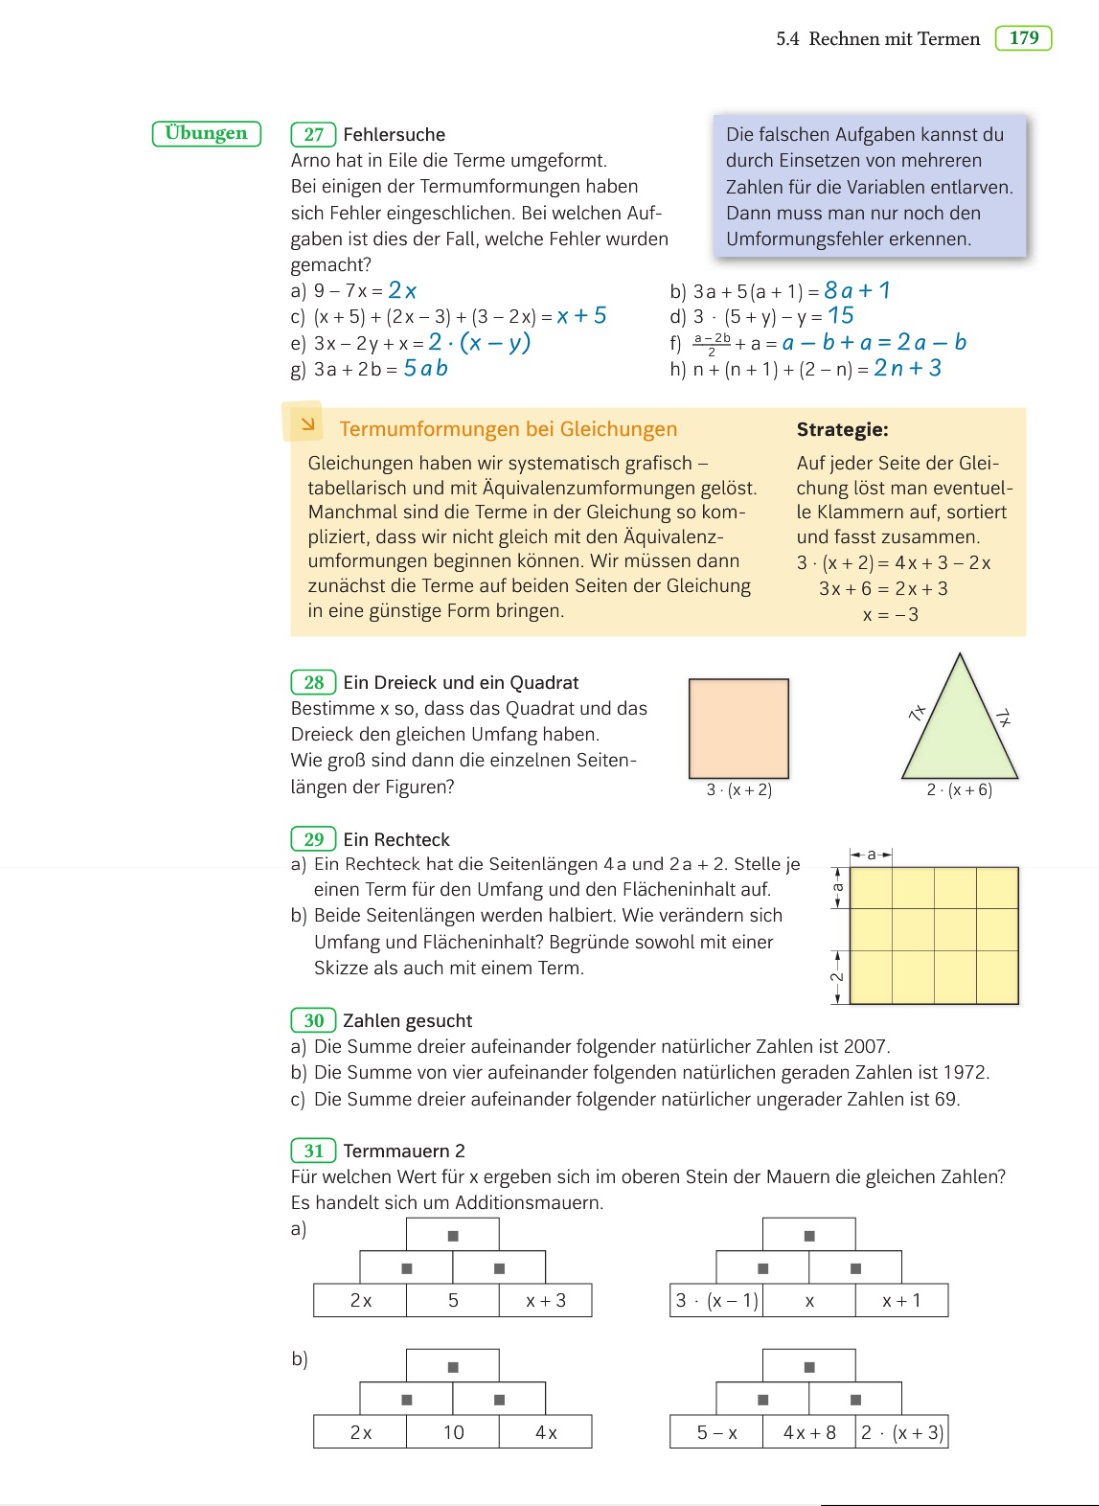 5.4 Rechnen mit Termen 179
Übungen
27 Fehlersuche
Arno hat in Eile die Terme umgeformt.
Bei einigen der Termumformungen haben
sich Fehler eingeschlichen. Bei welchen Auf-
gaben ist dies der Fall, welche Fehler wurden
gemacht?
Die falschen Aufgaben kannst du
durch Einsetzen von mehreren
Zahlen für die Variablen entlarven.
Dann muss man nur noch den
Umformungsfehler erkennen.
a) 9 – 7x = 2x
b) 3a + 5(a + 1) = 8a + 1
c) (x + 5) + (2x – 3) + (3 – 2x) = x + 5
d) 3 · (5 + y) – y = 15
e) 3x – 2y + x = 2 · (x – y)
f) (a – 2b)/2 + a = a – b + a = 2a – b
g) 3a + 2b = 5ab
h) n + (n + 1) + (2 – n) = 2n + 3
Termumformungen bei Gleichungen
Gleichungen haben wir systematisch grafisch –
tabellarisch und mit Äquivalenzumformungen gelöst.
Manchmal sind die Terme in der Gleichung so kom-
pliziert, dass wir nicht gleich mit den Äquivalenz-
umformungen beginnen können. Wir müssen dann
zunächst die Terme auf beiden Seiten der Gleichung
in eine günstige Form bringen.
Strategie:
Auf jeder Seite der Glei-
chung löst man eventuel-
le Klammern auf, sortiert
und fasst zusammen.
3 · (x + 2) = 4x + 3 – 2x
3x + 6 = 2x + 3
x = –3
28 Ein Dreieck und ein Quadrat
Bestimme x so, dass das Quadrat und das
Dreieck den gleichen Umfang haben.
Wie groß sind dann die einzelnen Seiten-
längen der Figuren?
3 · (x + 2)
7x
7x
2 · (x + 6)
29 Ein Rechteck
a) Ein Rechteck hat die Seitenlängen 4a und 2a + 2. Stelle je
einen Term für den Umfang und den Flächeninhalt auf.
b) Beide Seitenlängen werden halbiert. Wie verändern sich
Umfang und Flächeninhalt? Begründe sowohl mit einer
Skizze als auch mit einem Term.
a
a
2
30 Zahlen gesucht
a) Die Summe dreier aufeinander folgender natürlicher Zahlen ist 2007.
b) Die Summe von vier aufeinander folgenden natürlichen geraden Zahlen ist 1972.
c) Die Summe dreier aufeinander folgender natürlicher ungerader Zahlen ist 69.
31 Termmauern 2
Für welchen Wert für x ergeben sich im oberen Stein der Mauern die gleichen Zahlen?
Es handelt sich um Additionsmauern.
a)
2x 5 x + 3
3 · (x – 1) x x + 1
b)
2x 10 4x
5 – x 4x + 8 2 · (x + 3)